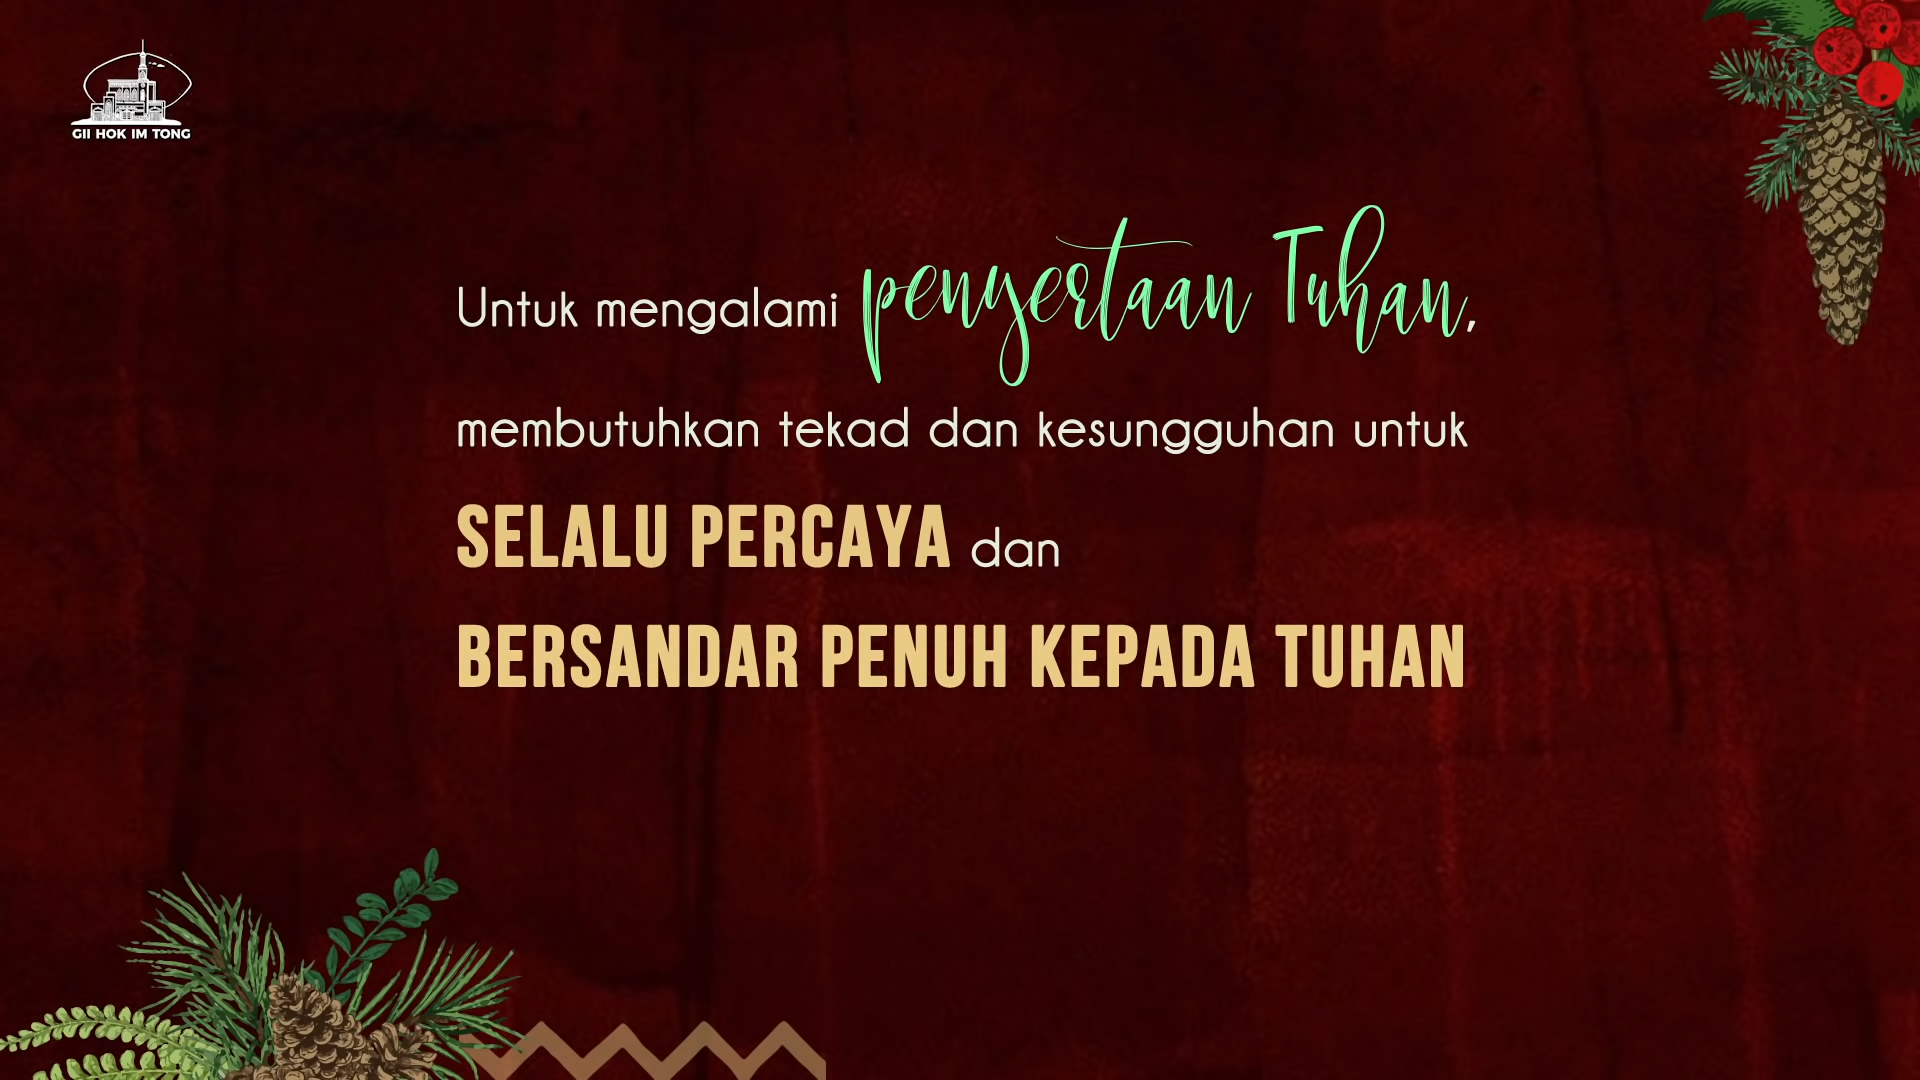 GII HOK IM TONG
Untuk mengalami penyertaan Tuhan,
membutuhkan tekad dan kesungguhan untuk
SELALU PERCAYA dan
BERSANDAR PENUH KEPADA TUHAN